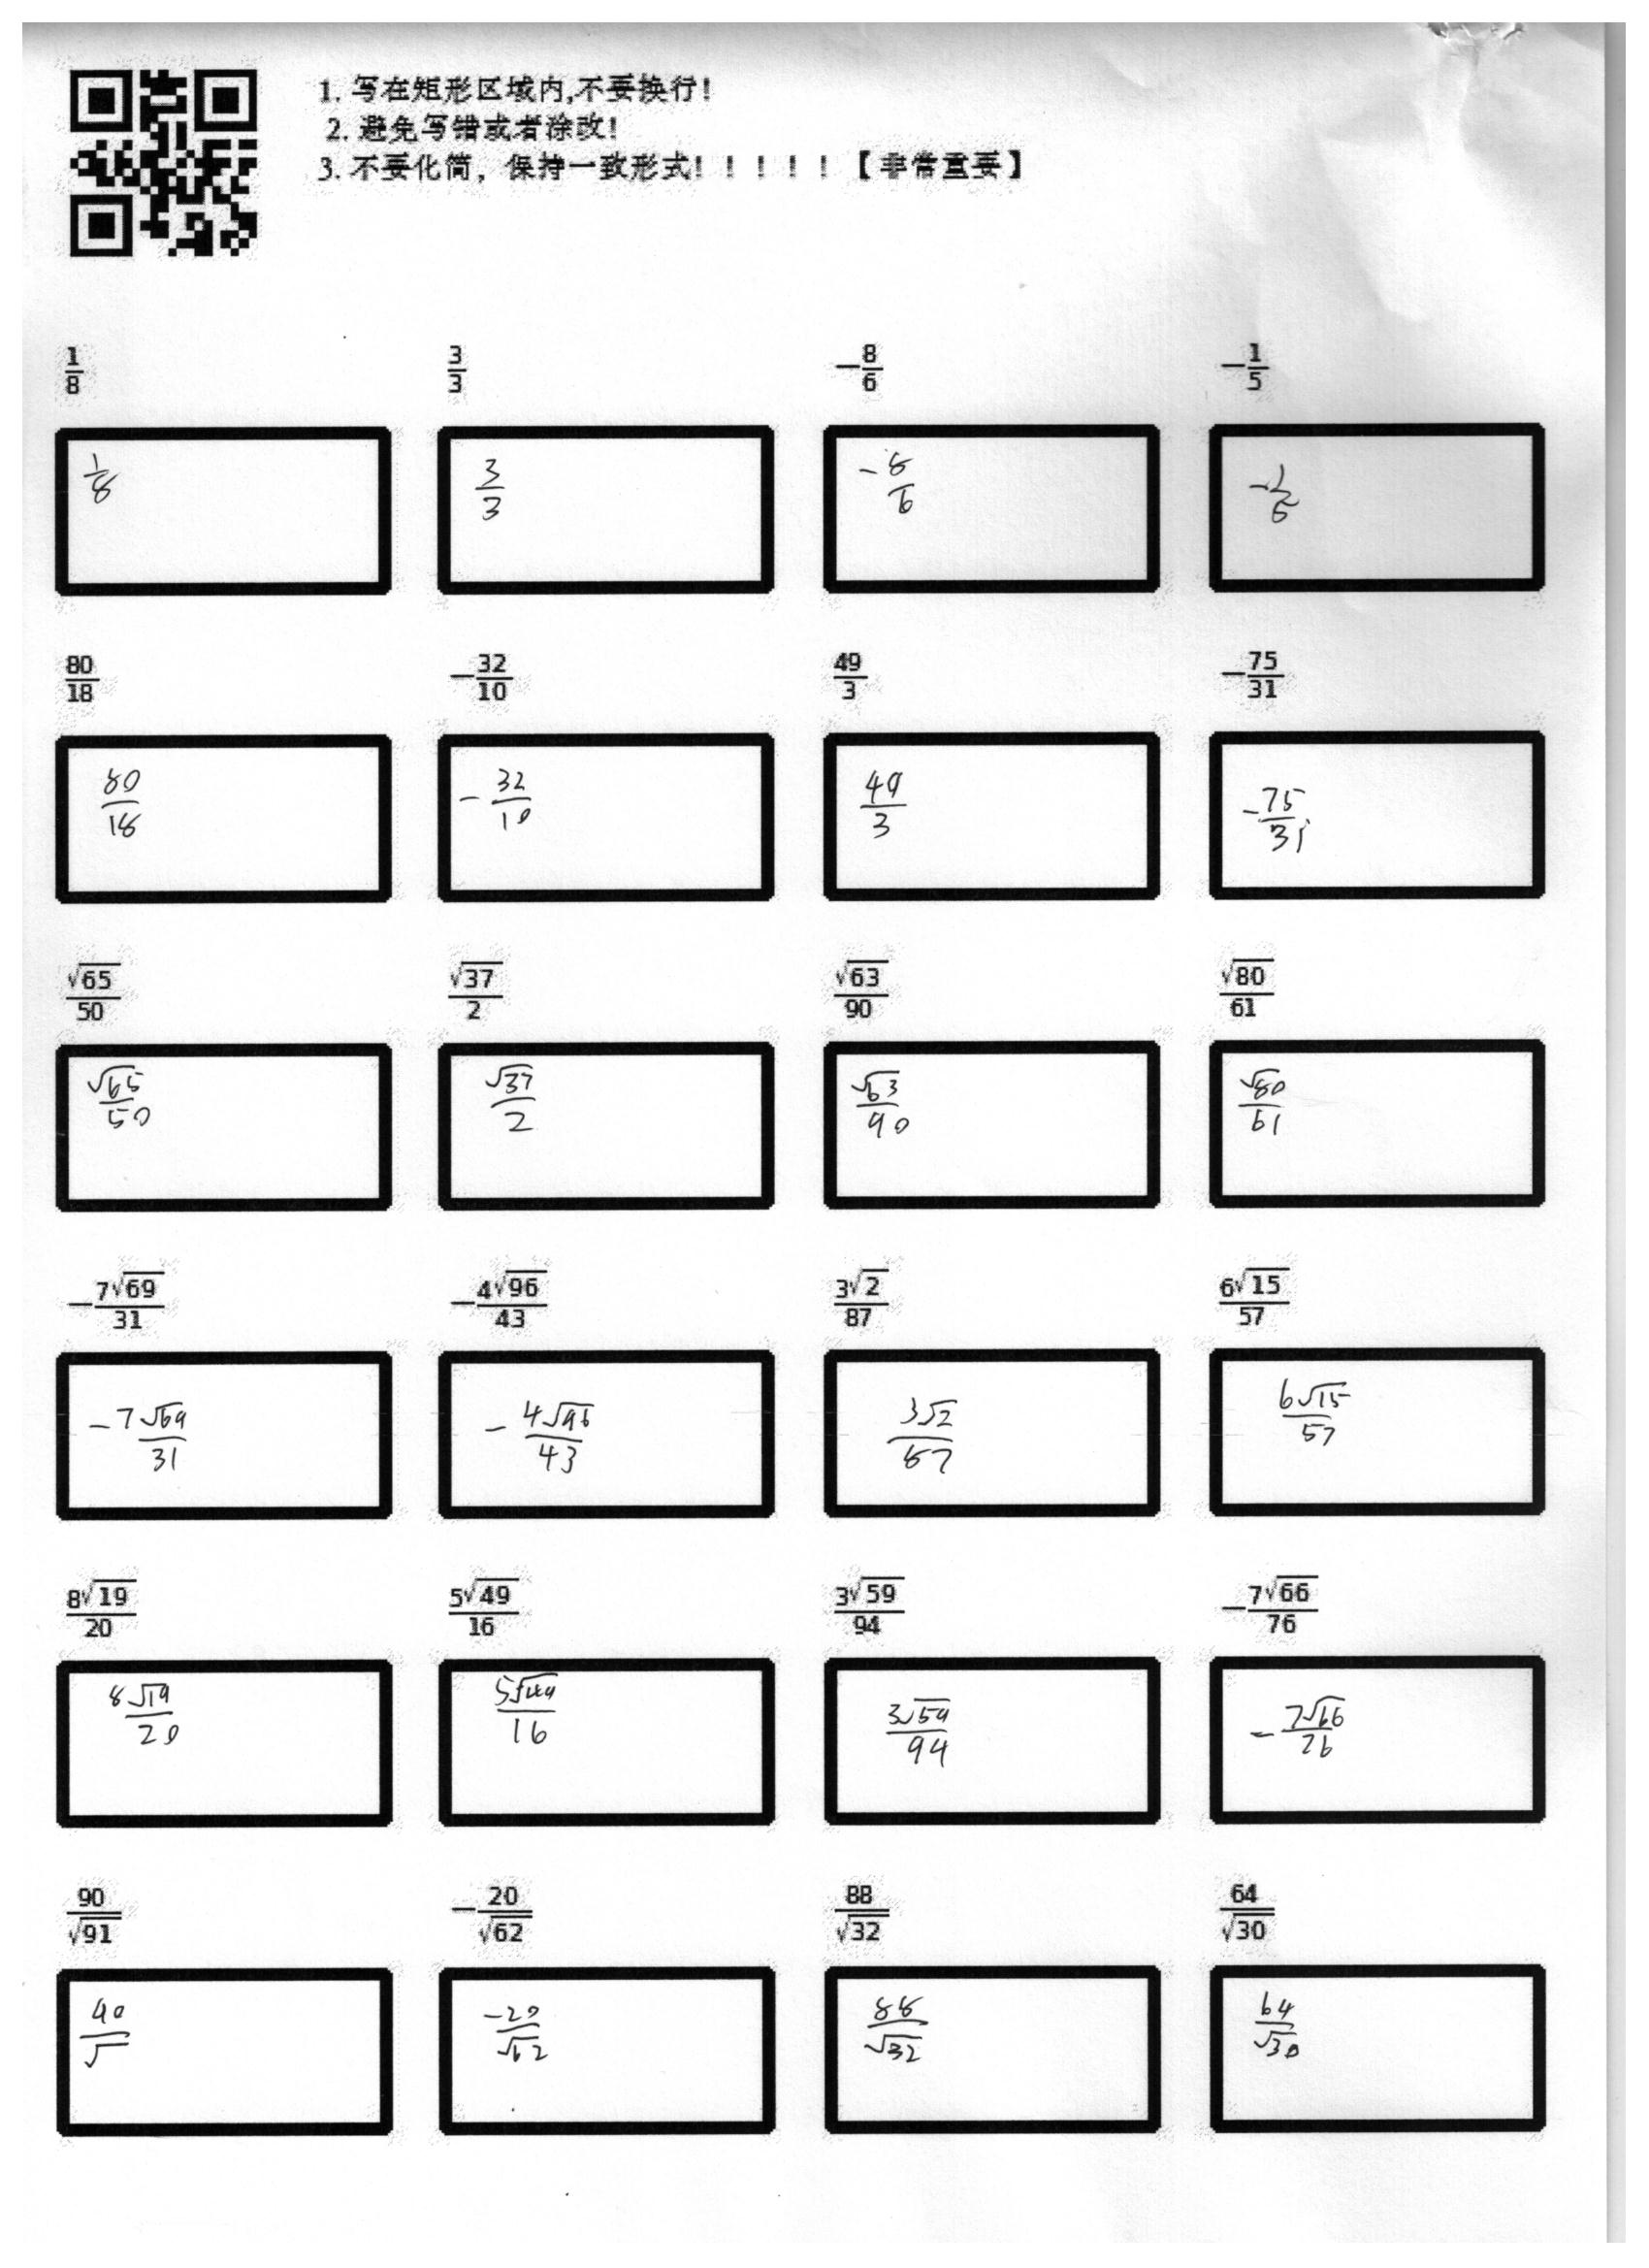 1. 写在矩形区域内,不要换行!
2. 避免写错或者涂改!
3. 不要化简，保持一致形式! ! ! ! ! 【非常重要】
1/8 3/3 -8/6 -1/5
1/8 3/3 -8/6 -1/5
80/18 -32/10 49/3 -75/31
80/18 -32/10 49/3 -75/31
√65/50 √37/2 √63/90 √80/61
√65/50 √37/2 √63/90 √80/61
-7√69/31 -4√96/43 3√2/87 6√15/57
-7√69/31 -4√96/43 3√2/87 6√15/57
8√19/20 5√49/16 3√59/94 -7√66/76
8√19/20 5√49/16 3√59/94 -7√66/76
90/√91 -20/√62 88/√32 64/√30
90/√ -20/√62 88/√32 64/√30